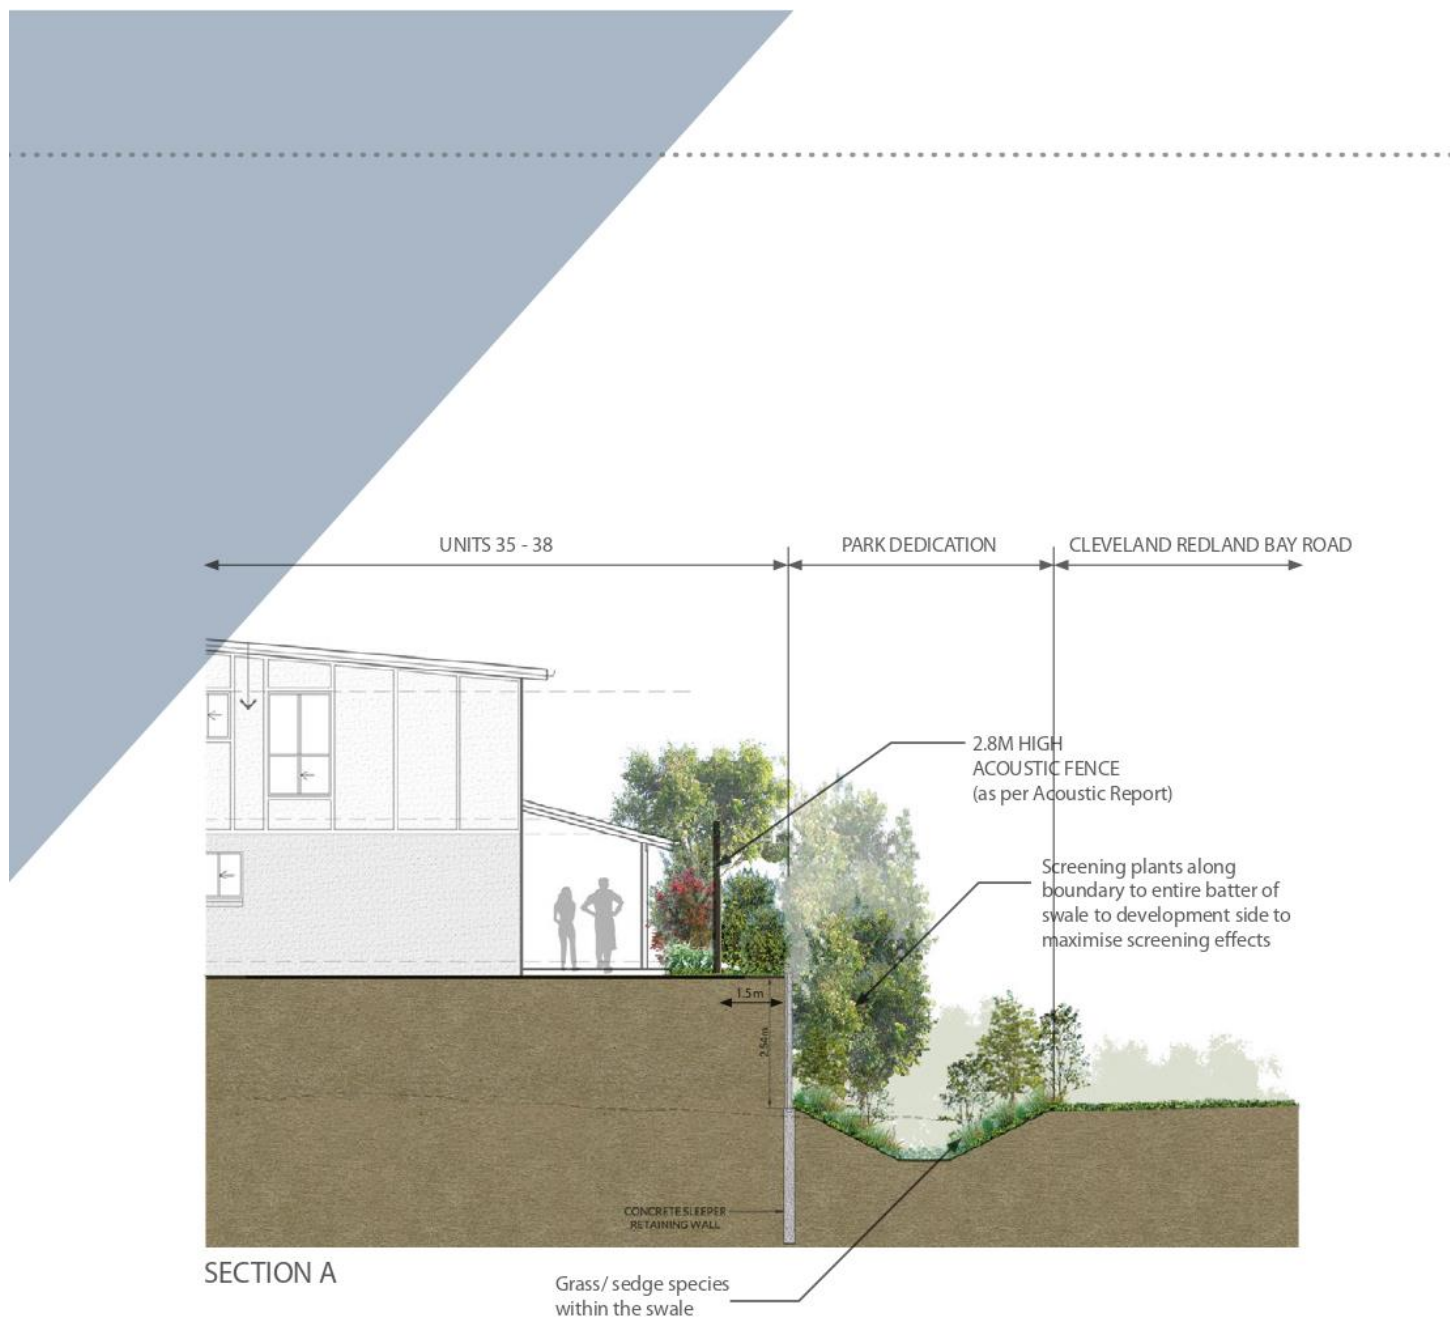 UNITS 35 - 38
PARK DEDICATION
CLEVELAND REDLAND BAY ROAD
2.8M HIGH
ACOUSTIC FENCE
(as per Acoustic Report)
Screening plants along
boundary to entire batter of
swale to development side to
maximise screening effects
1.5m
2.54m
CONCRETE SLEEPER
RETAINING WALL
SECTION A
Grass/ sedge species
within the swale